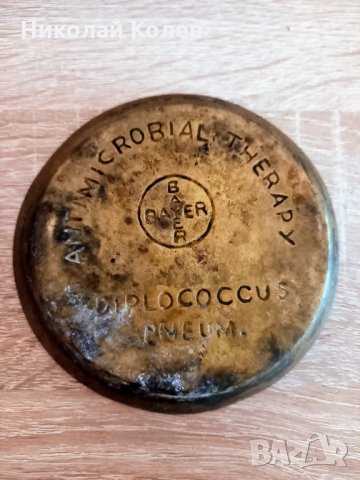 Николай Колев
ANTIMICROBIAL THERAPY
BAYER
BAYER
DIPLOCOCCUS
PNEUM.
BAZAR